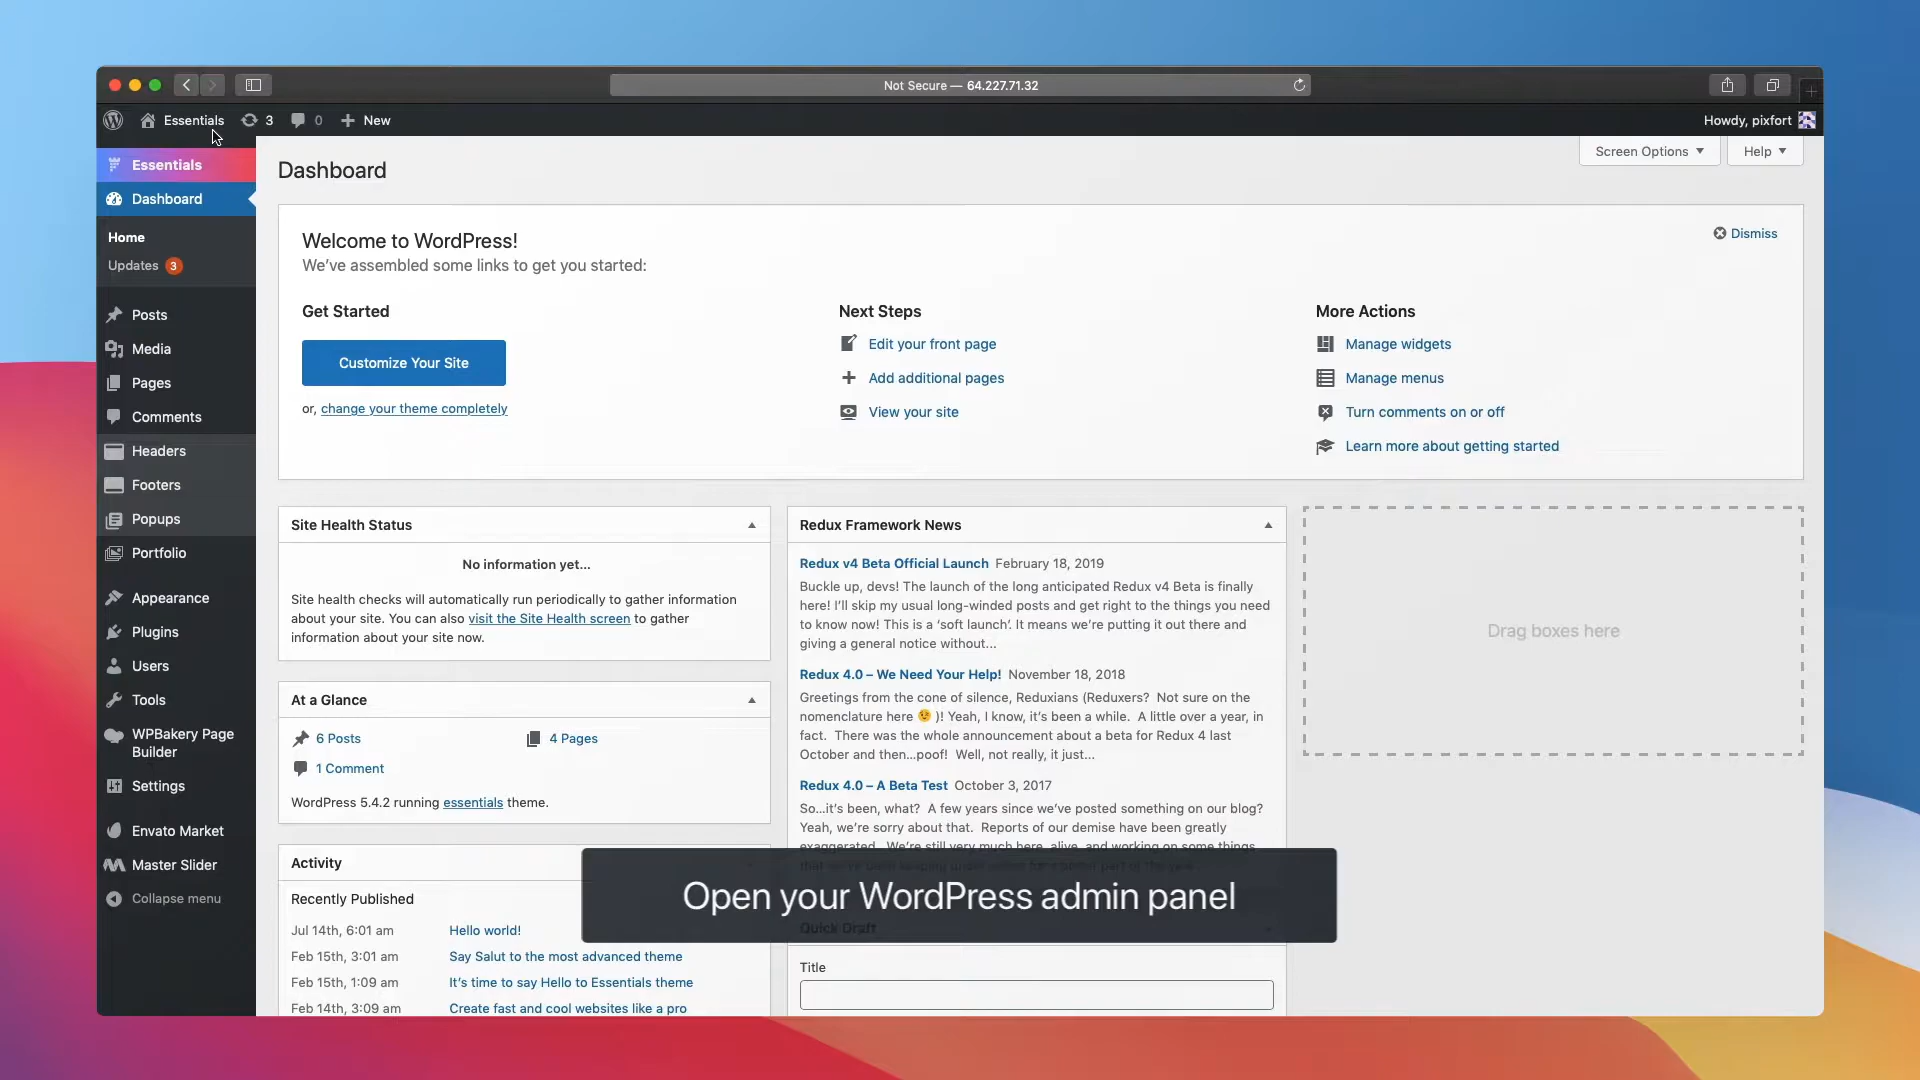 Not Secure — 64.227.71.32
Essentials 3 0 New
Howdy, pixfort
Essentials
Dashboard
Home
Updates 3
Posts
Media
Pages
Comments
Headers
Footers
Popups
Portfolio
Appearance
Plugins
Users
Tools
WPBakery Page
Builder
Settings
Envato Market
Master Slider
Collapse menu
Dashboard
Screen Options
Help
Welcome to WordPress!
We've assembled some links to get you started:
Dismiss
Get Started
Customize Your Site
or, change your theme completely
Next Steps
Edit your front page
Add additional pages
View your site
More Actions
Manage widgets
Manage menus
Turn comments on or off
Learn more about getting started
Site Health Status
No information yet...
Site health checks will automatically run periodically to gather information
about your site. You can also visit the Site Health screen to gather
information about your site now.
At a Glance
6 Posts
4 Pages
1 Comment
WordPress 5.4.2 running essentials theme.
Activity
Recently Published
Jul 14th, 6:01 am Hello world!
Feb 15th, 3:01 am Say Salut to the most advanced theme
Feb 15th, 1:09 am It's time to say Hello to Essentials theme
Feb 14th, 3:09 am Create fast and cool websites like a pro
Redux Framework News
Redux v4 Beta Official Launch February 18, 2019
Buckle up, devs! The launch of the long anticipated Redux v4 Beta is finally
here! I'll skip my usual long-winded posts and get right to the things you need
to know now! This is a 'soft launch'. It means we're putting it out there and
giving a general notice without…
Redux 4.0 – We Need Your Help! November 18, 2018
Greetings from the cone of silence, Reduxians (Reduxers? Not sure on the
nomenclature here 😉 )! Yeah, I know, it's been a while. A little over a year, in
fact. There was the whole announcement about a beta for Redux 4 last
October and then…poof! Well, not really, it just…
Redux 4.0 – A Beta Test October 3, 2017
So…it's been, what? A few years since we've posted something on our blog?
Yeah, we're sorry about that. Reports of our demise have been greatly
exaggerated. We're still very much here, alive, and working on some things
Quick Draft
Title
Drag boxes here
Open your WordPress admin panel